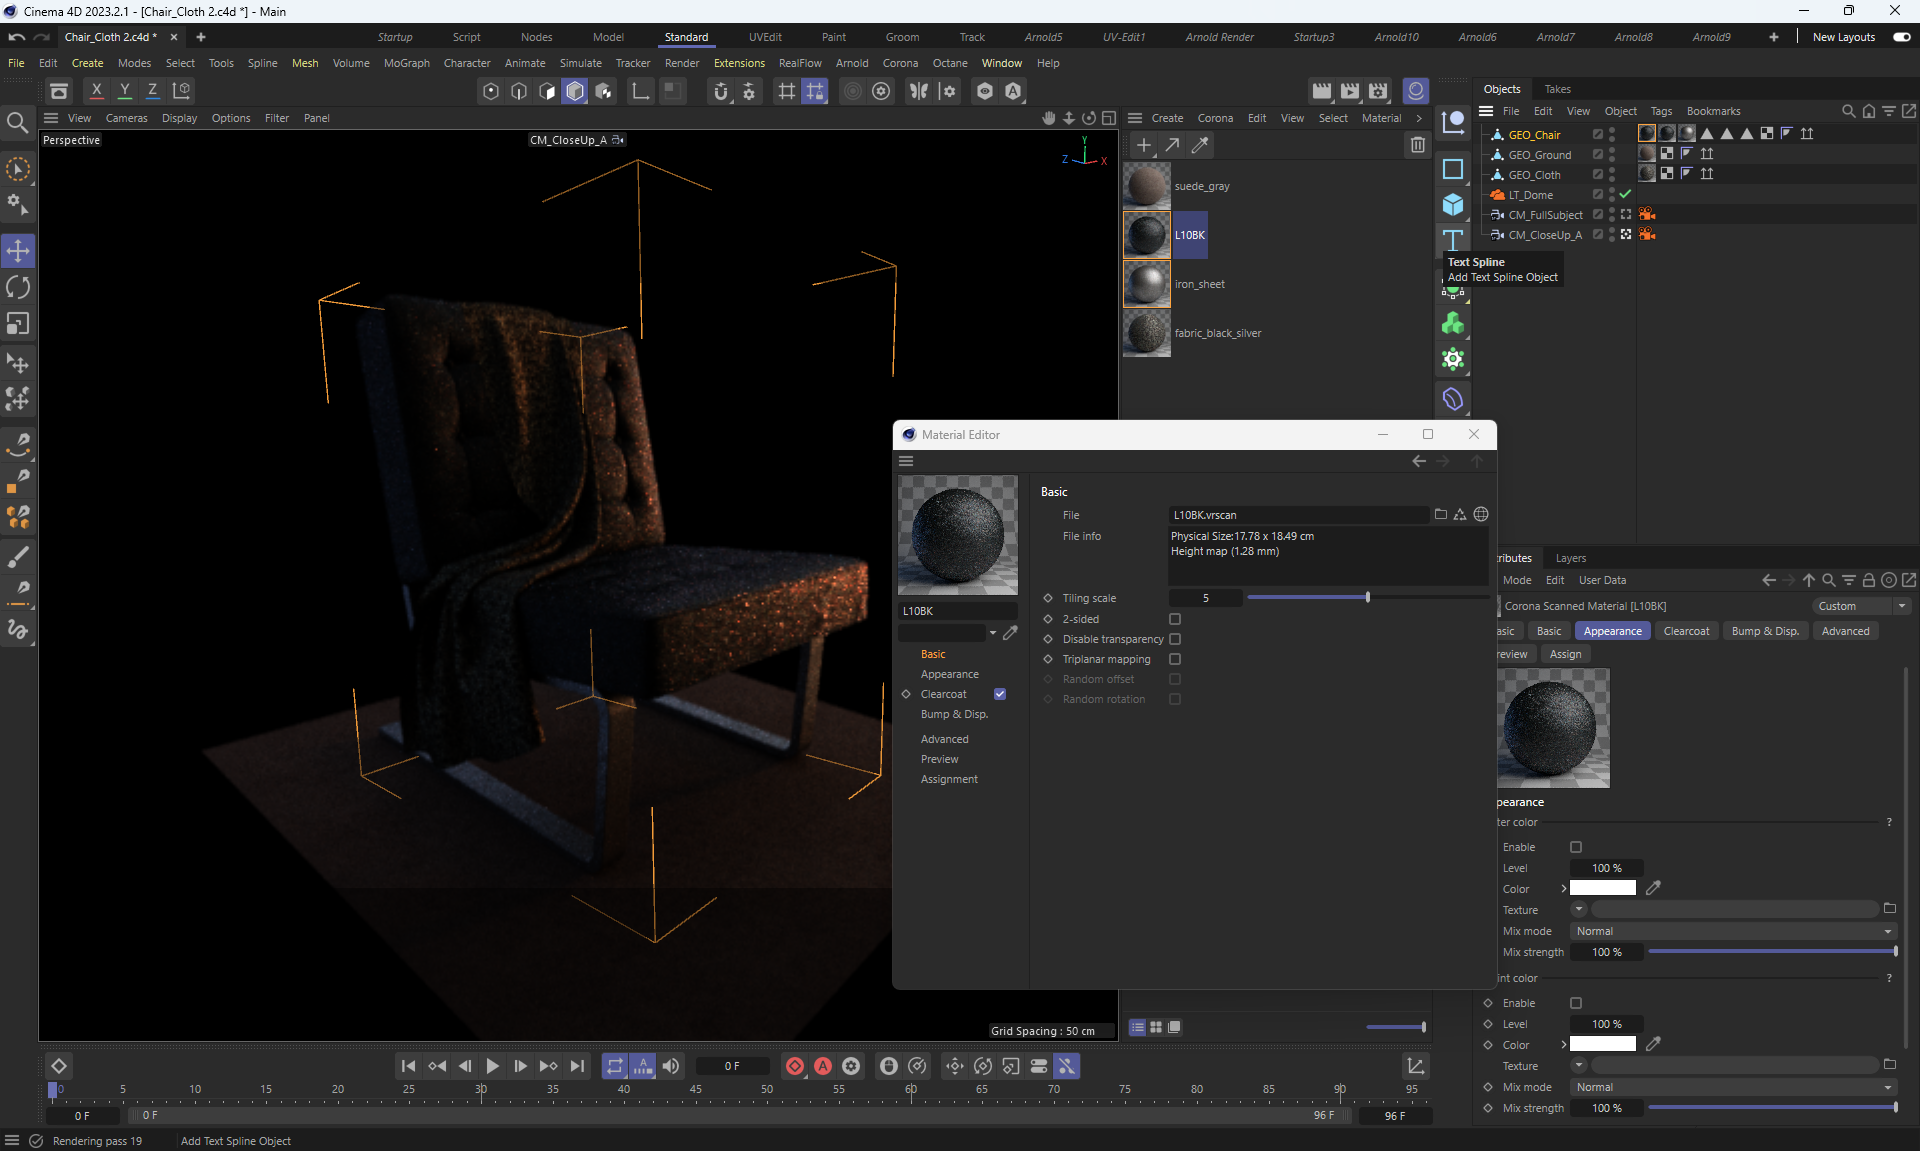 Cinema 4D 2023.2.1 - [Chair_Cloth 2.c4d *] - Main
Chair_Cloth 2.c4d *
Startup Script Nodes Model Standard UVEdit Paint Groom Track Arnold5 UV-Edit1 Arnold Render Startup3 Arnold10 Arnold6 Arnold7 Arnold8 Arnold9 New Layouts
File Edit Create Modes Select Tools Spline Mesh Volume MoGraph Character Animate Simulate Tracker Render Extensions RealFlow Arnold Corona Octane Window Help
X Y Z
View Cameras Display Options Filter Panel
Perspective
CM_CloseUp_A
Y
Z
X
Grid Spacing : 50 cm
Create Corona Edit View Select Material
suede_gray
L10BK
iron_sheet
fabric_black_silver
Objects Takes
File Edit View Object Tags Bookmarks
GEO_Chair
GEO_Ground
GEO_Cloth
LT_Dome
CM_FullSubject
CM_CloseUp_A
Text Spline
Add Text Spline Object
Material Editor
L10BK
Basic
Appearance
Clearcoat
Bump & Disp.
Advanced
Preview
Assignment
Basic
File L10BK.vrscan
File info Physical Size:17.78 x 18.49 cm
Height map (1.28 mm)
Tiling scale 5
2-sided
Disable transparency
Triplanar mapping
Random offset
Random rotation
ributes Layers
Mode Edit User Data
Corona Scanned Material [L10BK] Custom
asic Basic Appearance Clearcoat Bump & Disp. Advanced
review Assign
pearance
ter color ?
Enable
Level 100 %
Color
Texture
Mix mode Normal
Mix strength 100 %
int color ?
Enable
Level 100 %
Color
Texture
Mix mode Normal
Mix strength 100 %
0 F
0 5 10 15 20 25 30 35 40 45 50 55 60 65 70 75 80 85 90 95
0 F 0 F 96 F 96 F
Rendering pass 19 Add Text Spline Object